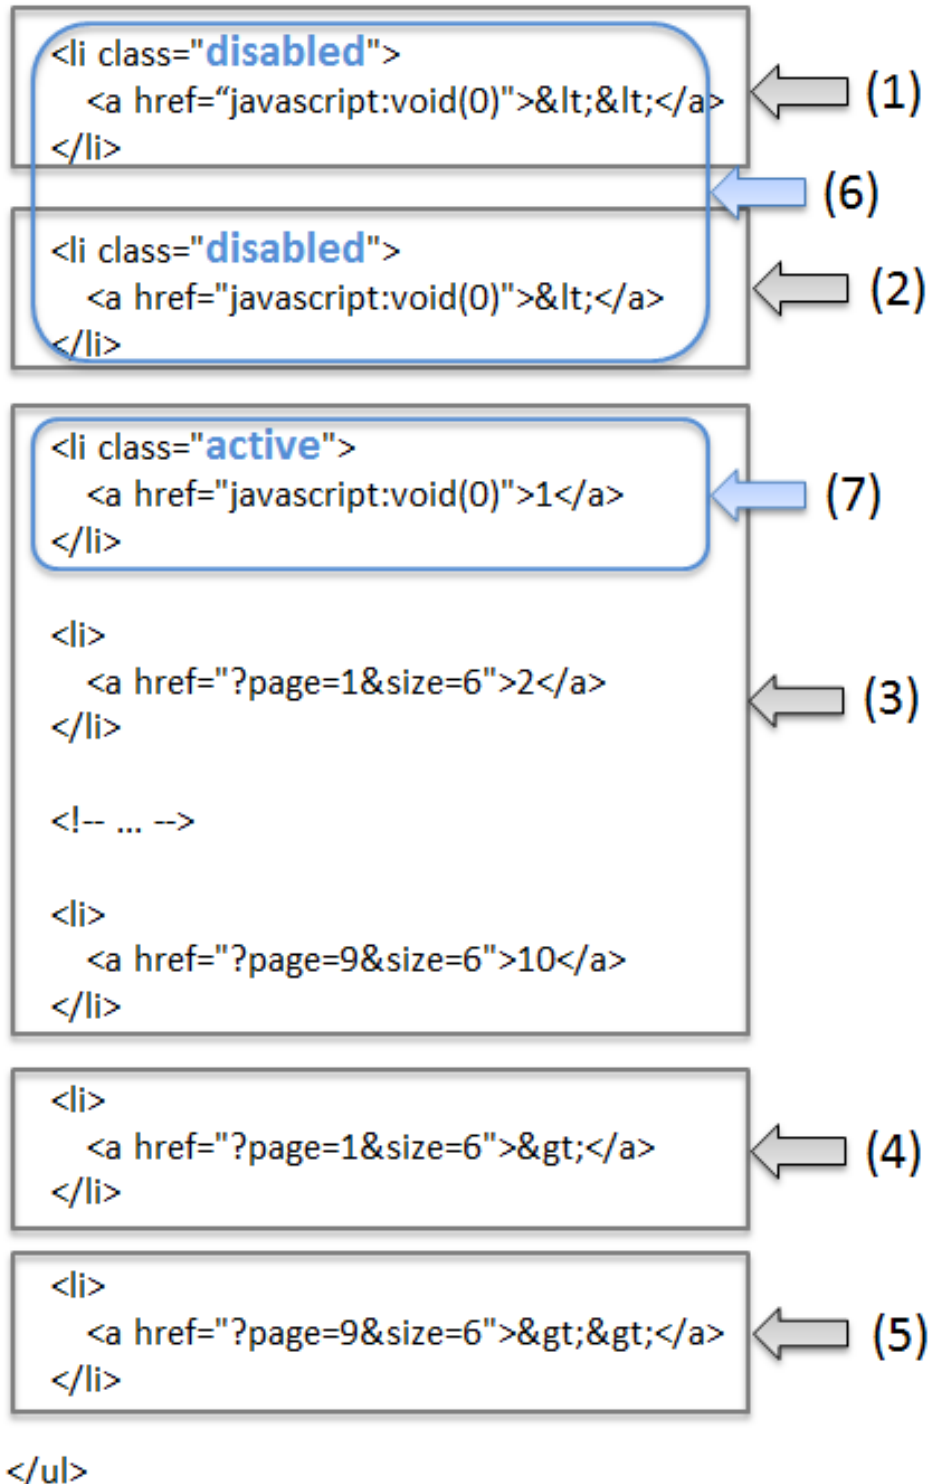 <li class="disabled">
<a href=“javascript:void(0)">&lt;&lt;</a>
</li>
(1)
(6)
<li class="disabled">
<a href="javascript:void(0)">&lt;</a>
</li>
(2)
<li class="active">
<a href="javascript:void(0)">1</a>
</li>
(7)
<li>
<a href="?page=1&size=6">2</a>
</li>
(3)
<!-- ... -->
<li>
<a href="?page=9&size=6">10</a>
</li>
<li>
<a href="?page=1&size=6">&gt;</a>
</li>
(4)
<li>
<a href="?page=9&size=6">&gt;&gt;</a>
</li>
(5)
</ul>